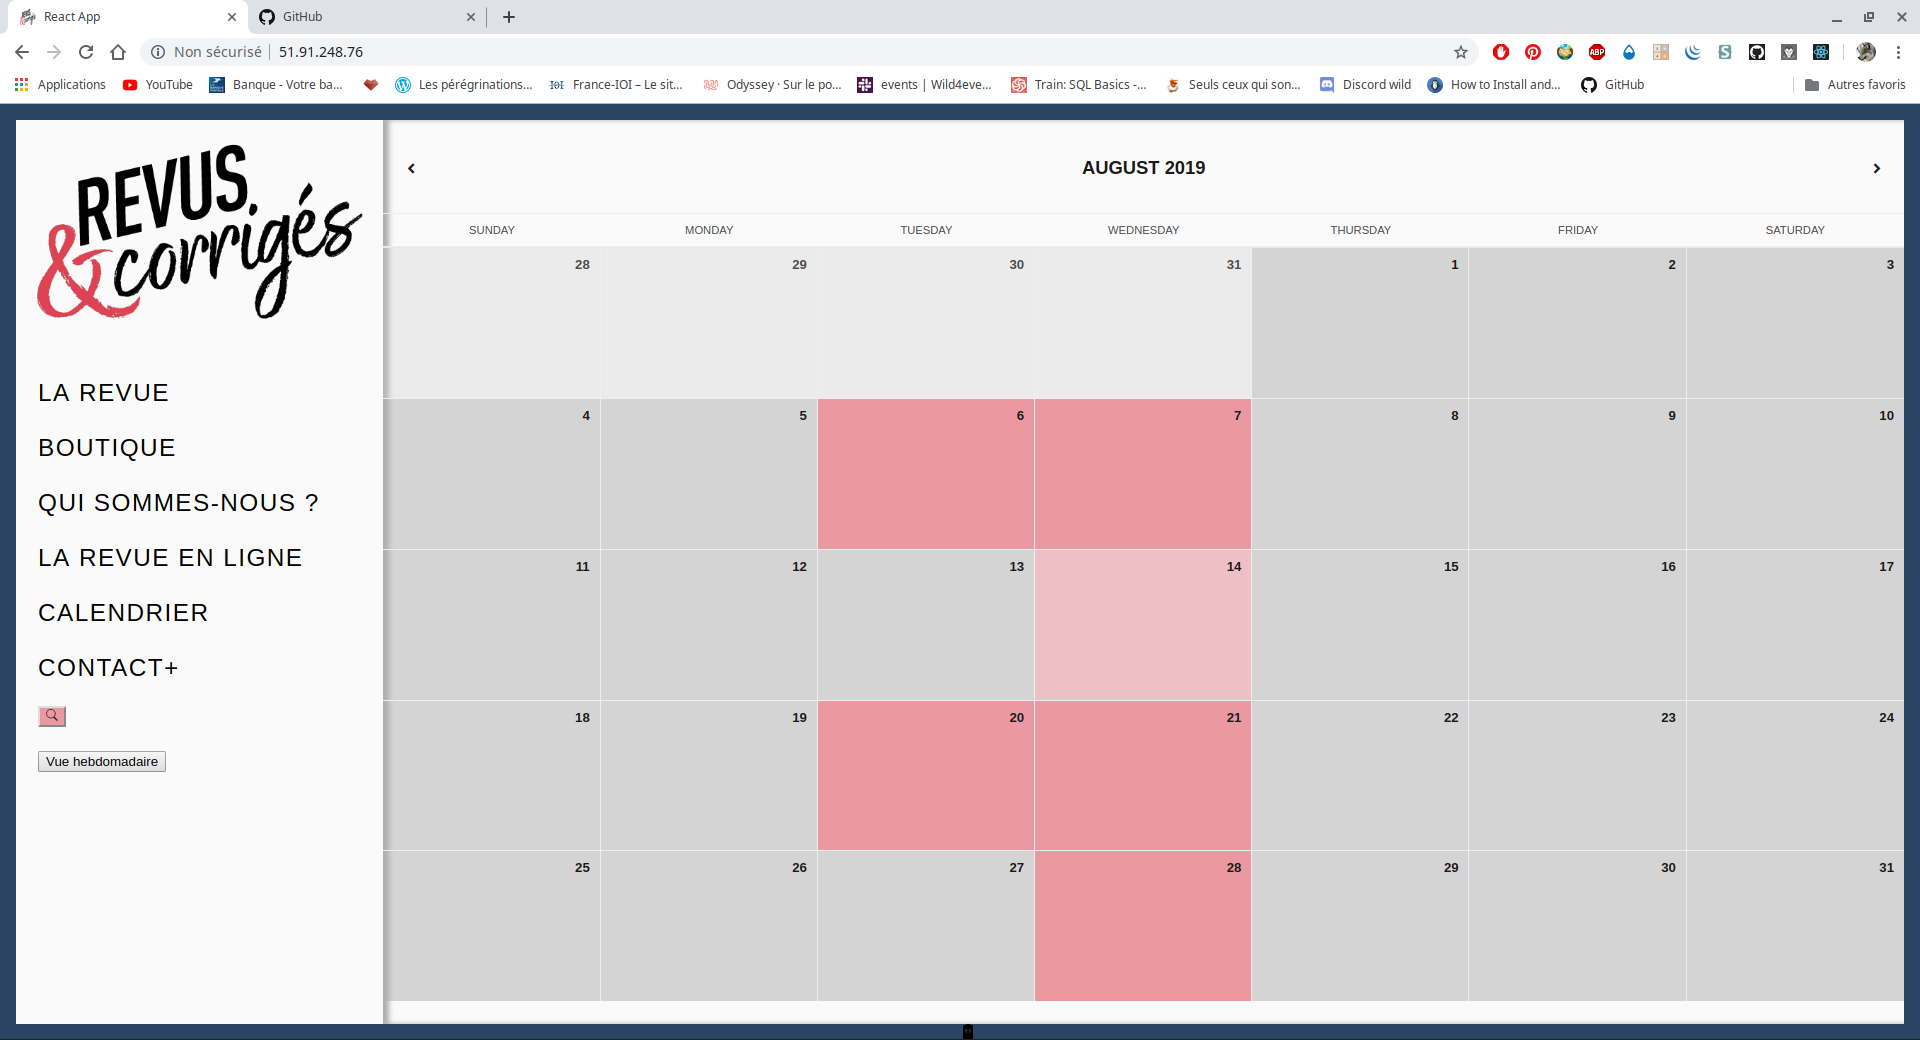 React App
GitHub
Non sécurisé | 51.91.248.76
Applications
YouTube
Banque - Votre ba...
Les pérégrinations...
France-IOI – Le sit...
Odyssey · Sur le po...
events | Wild4eve...
Train: SQL Basics -...
Seuls ceux qui son...
Discord wild
How to Install and...
GitHub
Autres favoris
REVUS
&corrigés
LA REVUE
BOUTIQUE
QUI SOMMES-NOUS ?
LA REVUE EN LIGNE
CALENDRIER
CONTACT+
Vue hebdomadaire
AUGUST 2019
SUNDAY MONDAY TUESDAY WEDNESDAY THURSDAY FRIDAY SATURDAY
28 29 30 31 1 2 3
4 5 6 7 8 9 10
11 12 13 14 15 16 17
18 19 20 21 22 23 24
25 26 27 28 29 30 31